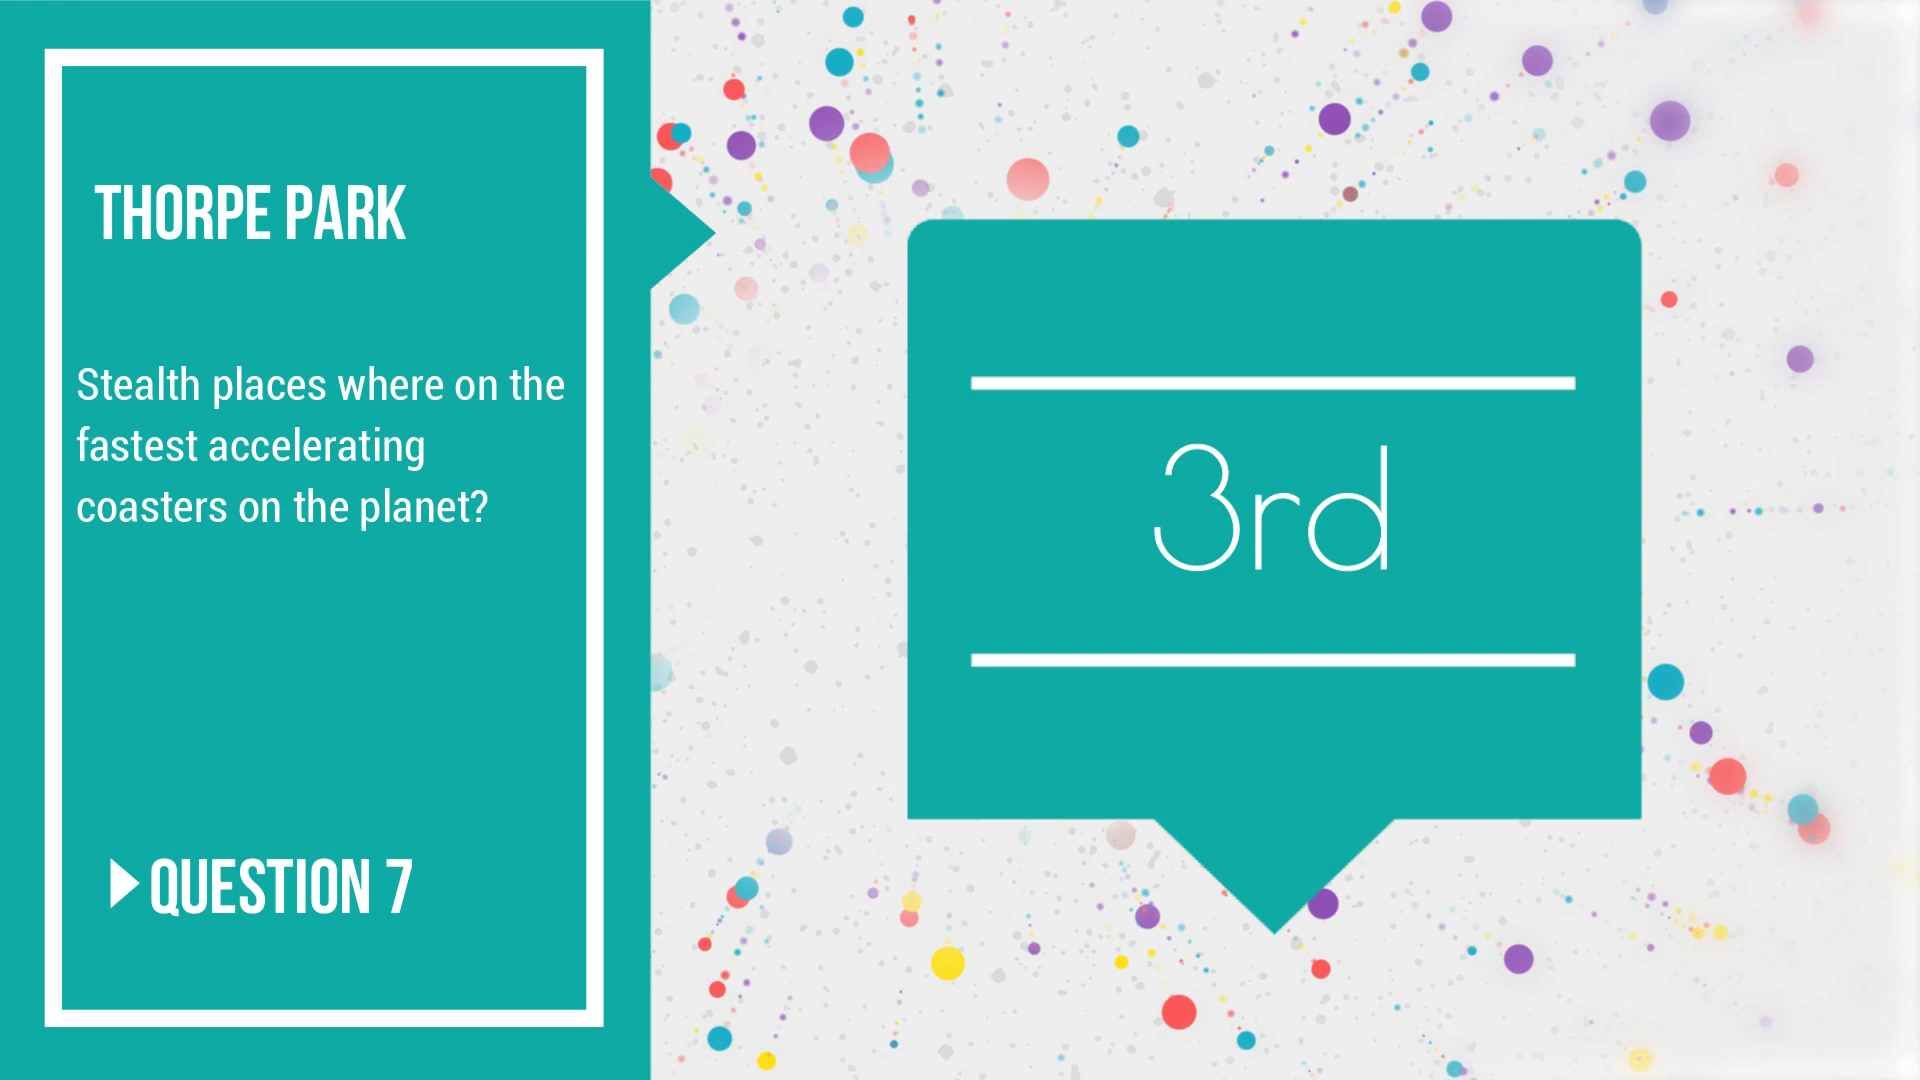 THORPE PARK
Stealth places where on the
fastest accelerating
coasters on the planet?
QUESTION 7
3rd